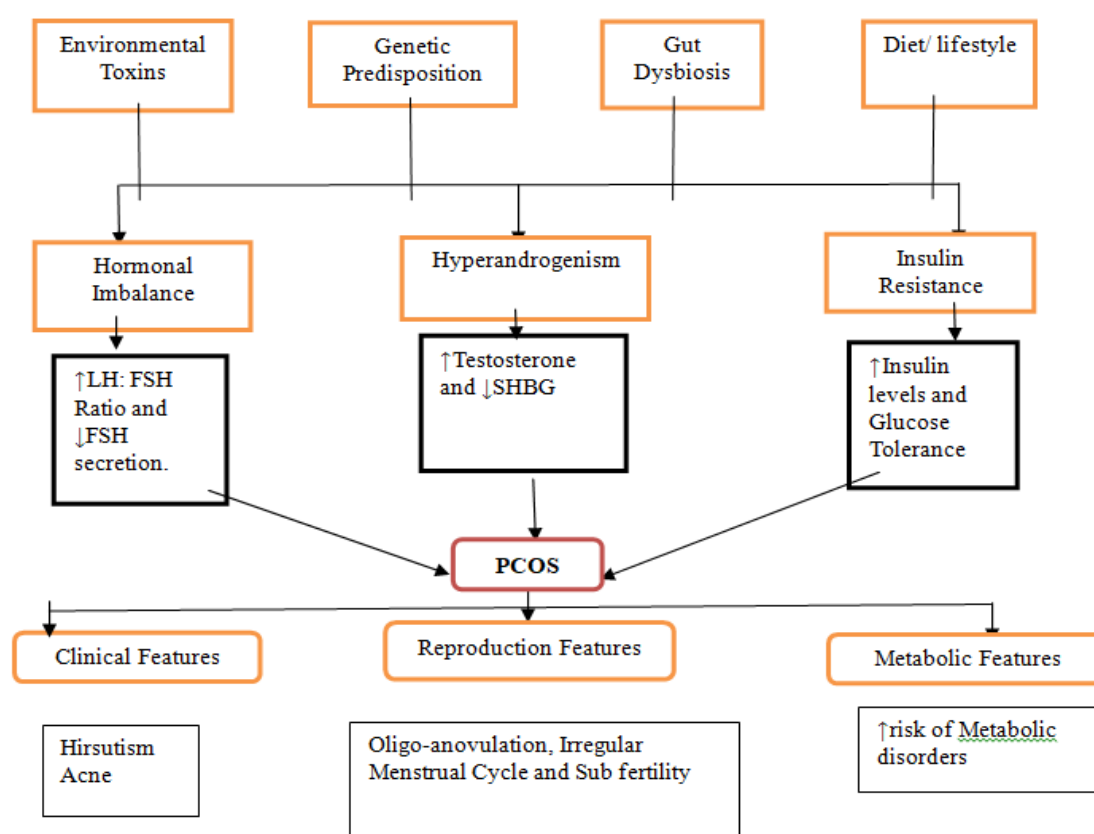 Environmental
Toxins
Genetic
Predisposition
Gut
Dysbiosis
Diet/ lifestyle
Hormonal
Imbalance
Hyperandrogenism
Insulin
Resistance
↑LH: FSH
Ratio and
↓FSH
secretion.
↑Testosterone
and ↓SHBG
↑Insulin
levels and
Glucose
Tolerance
PCOS
Clinical Features
Reproduction Features
Metabolic Features
Hirsutism
Acne
Oligo-anovulation, Irregular
Menstrual Cycle and Sub fertility
↑risk of Metabolic
disorders